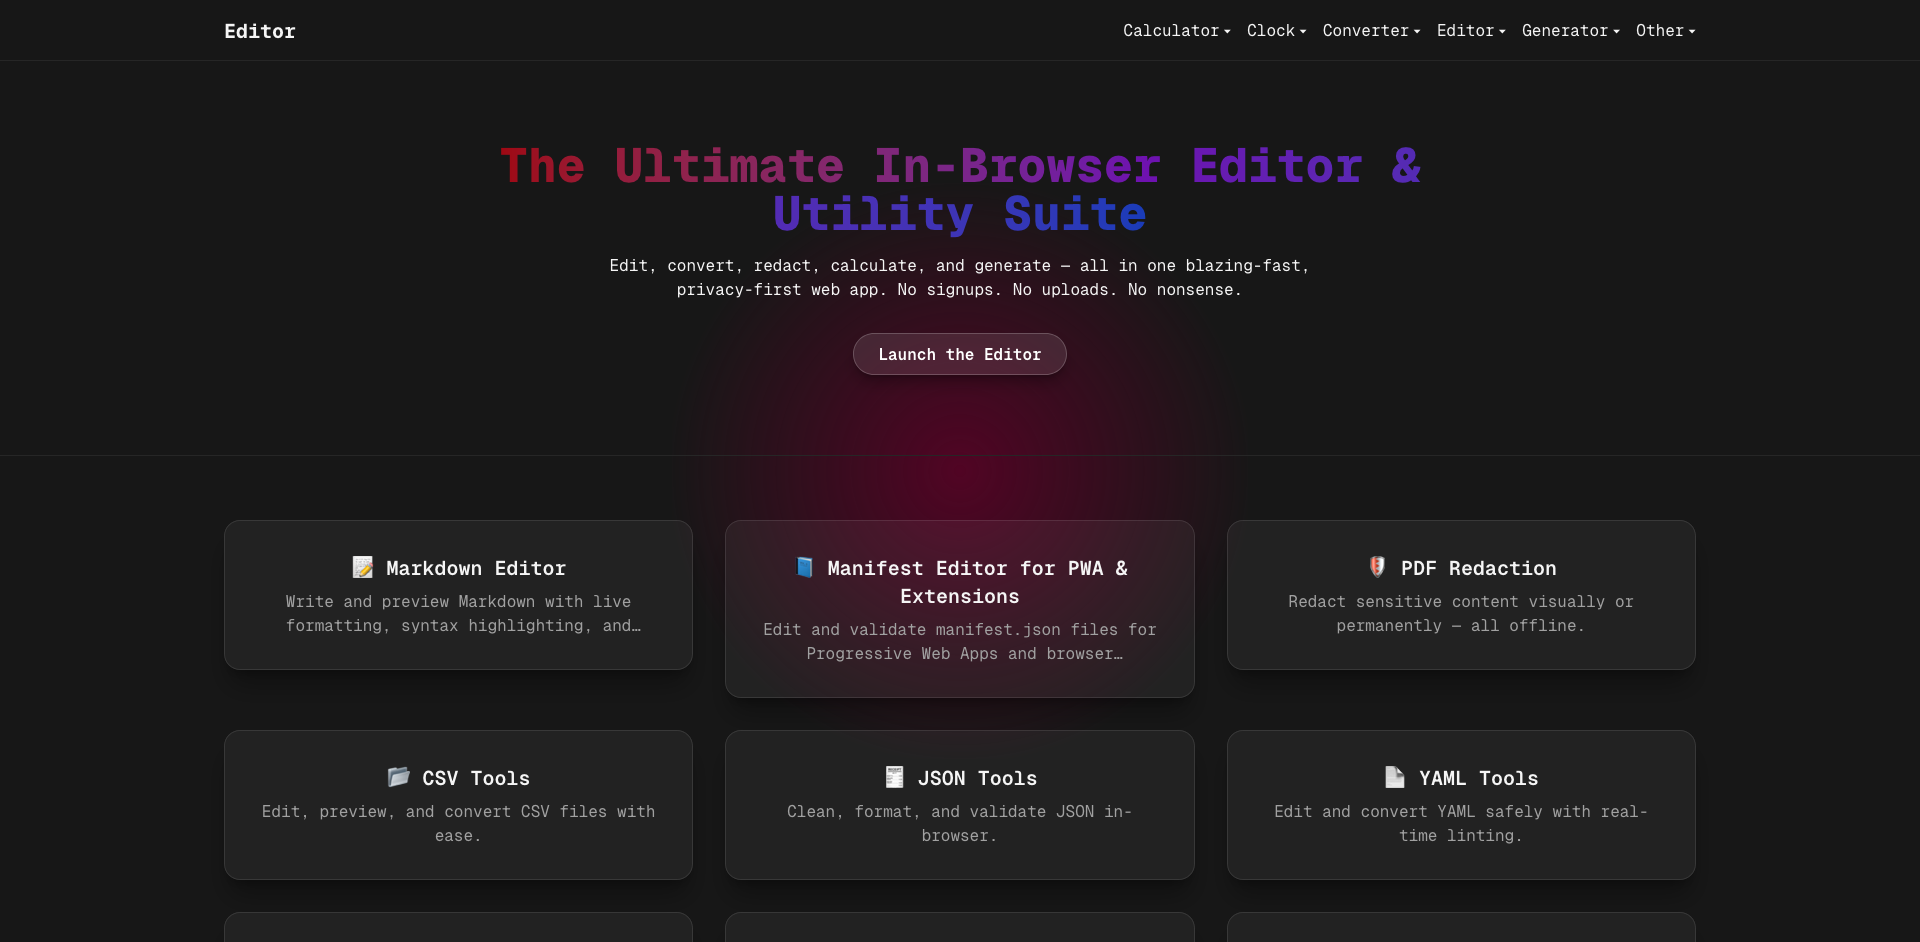 Editor
Calculator Clock Converter Editor Generator Other
The Ultimate In-Browser Editor &
Utility Suite
Edit, convert, redact, calculate, and generate — all in one blazing-fast,
privacy-first web app. No signups. No uploads. No nonsense.
Launch the Editor
Markdown Editor
Write and preview Markdown with live
formatting, syntax highlighting, and…
Manifest Editor for PWA &
Extensions
Edit and validate manifest.json files for
Progressive Web Apps and browser…
PDF Redaction
Redact sensitive content visually or
permanently — all offline.
CSV Tools
Edit, preview, and convert CSV files with
ease.
JSON Tools
Clean, format, and validate JSON in-
browser.
YAML Tools
Edit and convert YAML safely with real-
time linting.